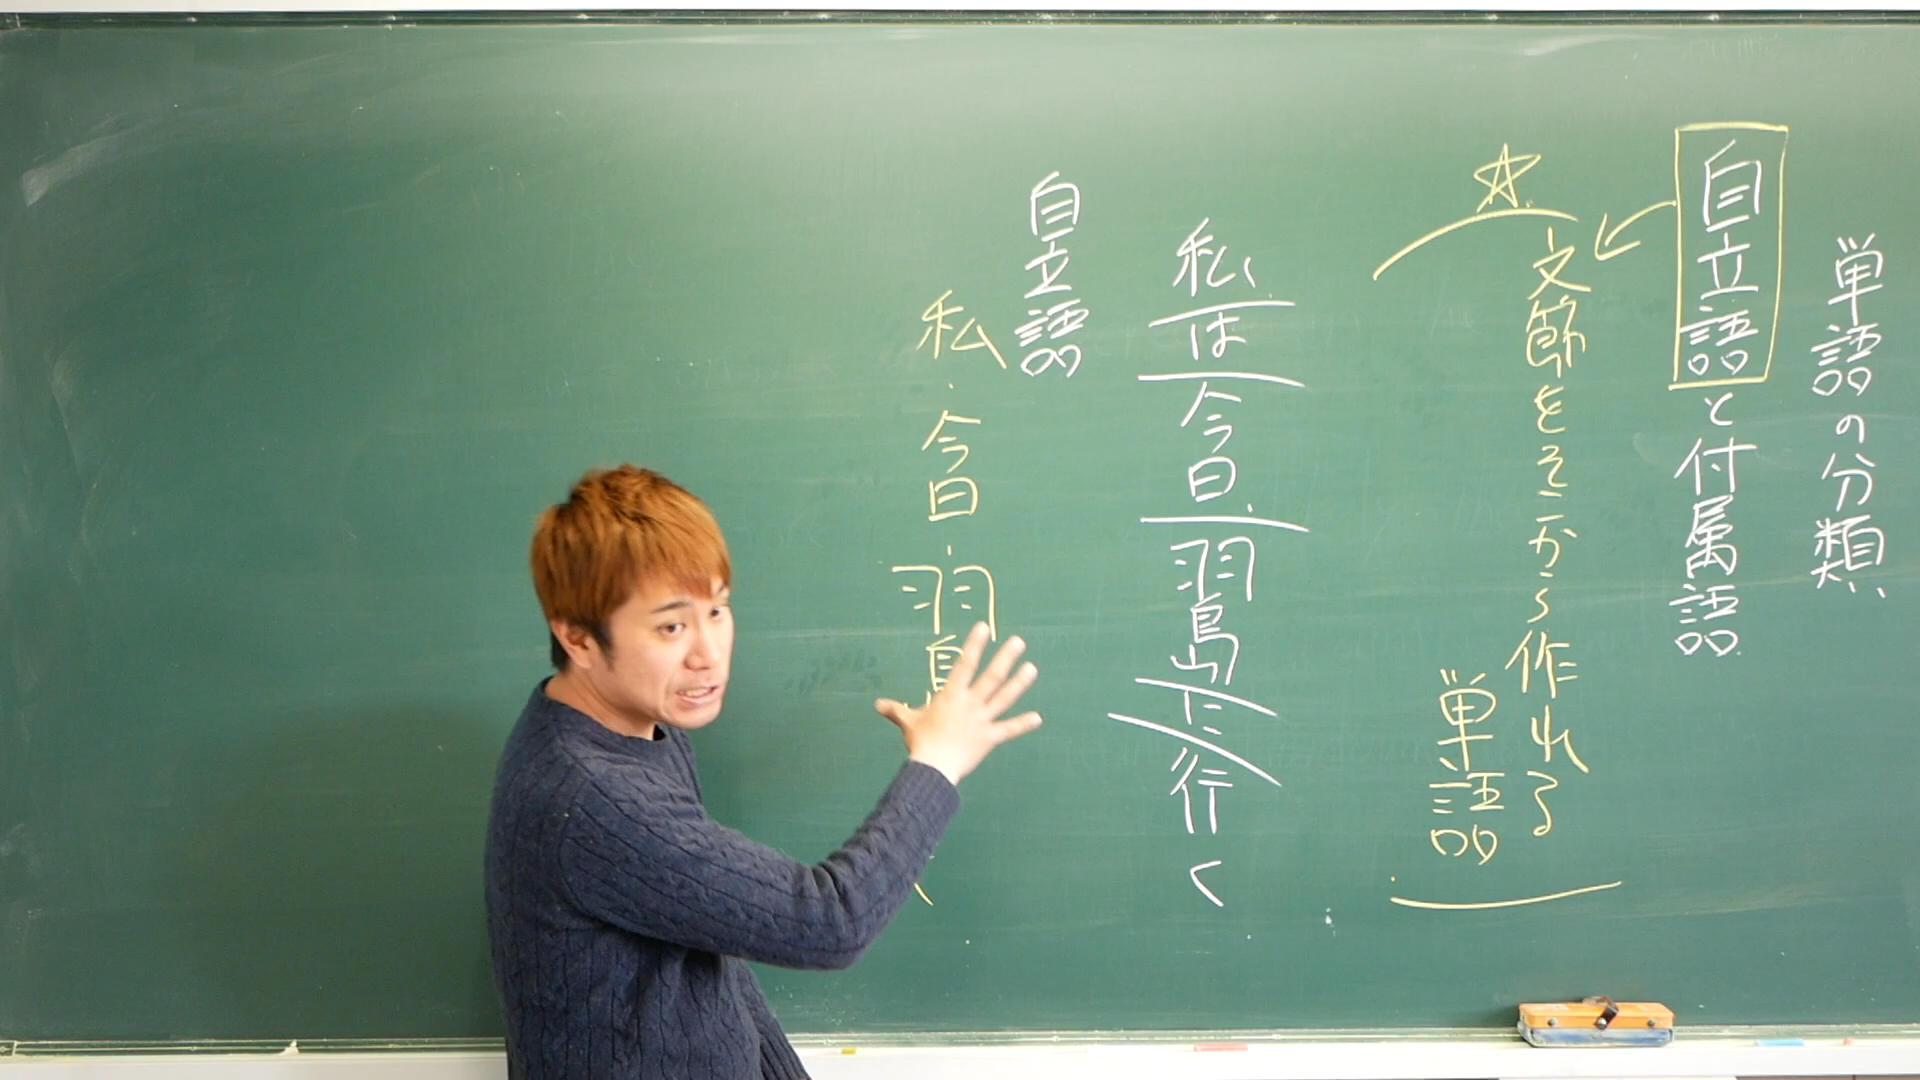 単語の分類
自立語と付属語
文節をそこから作れる
単語
私は今日羽島に行く
自立語
私・今日・羽島